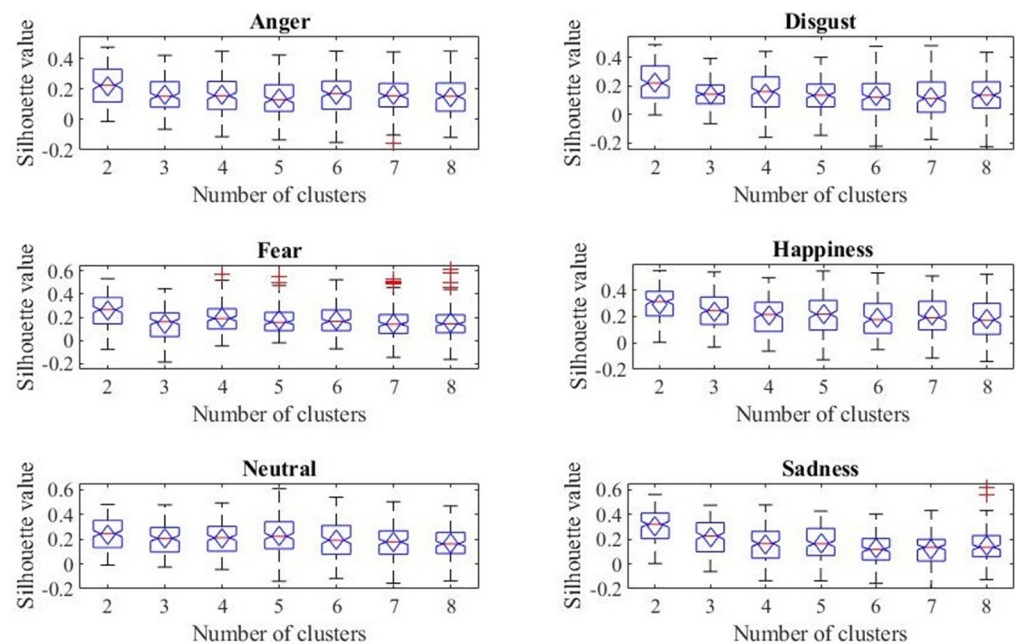 Anger
Silhouette value
0.4
0.2
0
-0.2
2 3 4 5 6 7 8
Number of clusters
Disgust
Silhouette value
0.4
0.2
0
-0.2
2 3 4 5 6 7 8
Number of clusters
Fear
Silhouette value
0.6
0.4
0.2
0
-0.2
2 3 4 5 6 7 8
Number of clusters
Happiness
Silhouette value
0.4
0.2
0
-0.2
2 3 4 5 6 7 8
Number of clusters
Neutral
Silhouette value
0.6
0.4
0.2
0
-0.2
2 3 4 5 6 7 8
Number of clusters
Sadness
Silhouette value
0.6
0.4
0.2
0
-0.2
2 3 4 5 6 7 8
Number of clusters